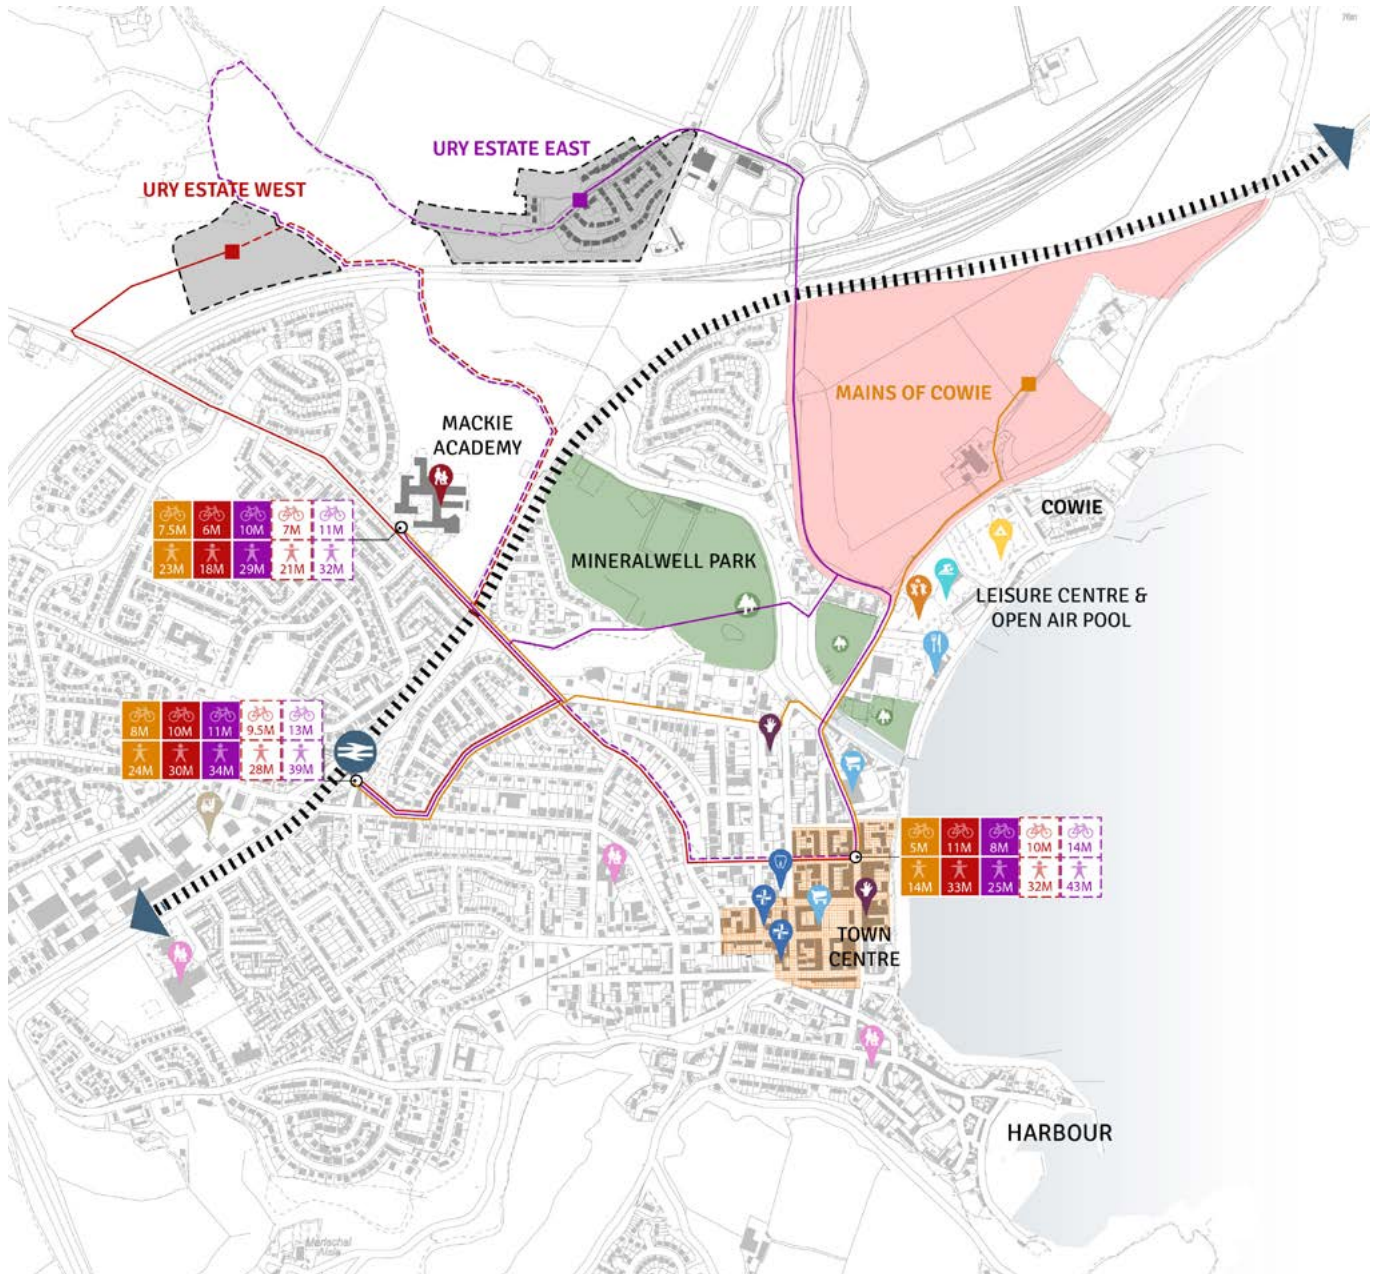 76m
URY ESTATE EAST
URY ESTATE WEST
MAINS OF COWIE
MACKIE
ACADEMY
COWIE
7.5M 6M 10M 7M 11M
23M 18M 29M 21M 32M
MINERALWELL PARK
LEISURE CENTRE &
OPEN AIR POOL
8M 10M 11M 9.5M 13M
24M 30M 34M 28M 39M
5M 11M 8M 10M 14M
14M 33M 25M 32M 43M
TOWN
CENTRE
HARBOUR
Marischal